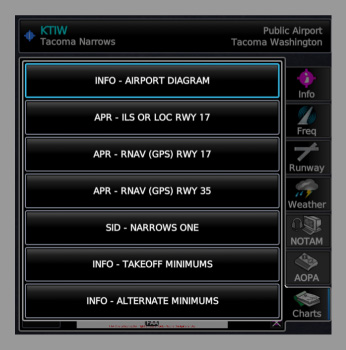 KTIW
Tacoma Narrows
Public Airport
Tacoma Washington
INFO - AIRPORT DIAGRAM
APR - ILS OR LOC RWY 17
APR - RNAV (GPS) RWY 17
APR - RNAV (GPS) RWY 35
SID - NARROWS ONE
INFO - TAKEOFF MINIMUMS
INFO - ALTERNATE MINIMUMS
Info
Freq
Runway
Weather
NOTAM
AOPA
Charts